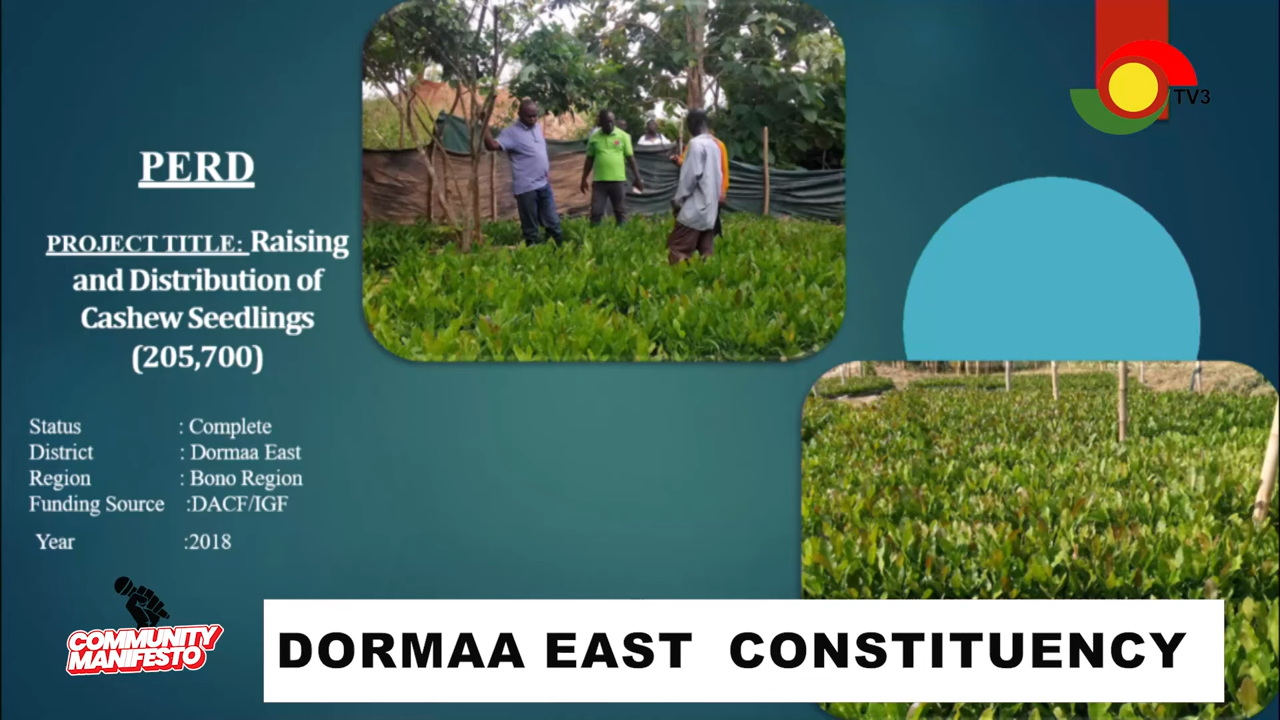 TV3
PERD
PROJECT TITLE: Raising
and Distribution of
Cashew Seedlings
(205,700)
Status : Complete
District : Dormaa East
Region : Bono Region
Funding Source :DACF/IGF
Year :2018
COMMUNITY
MANIFESTO
DORMAA EAST CONSTITUENCY